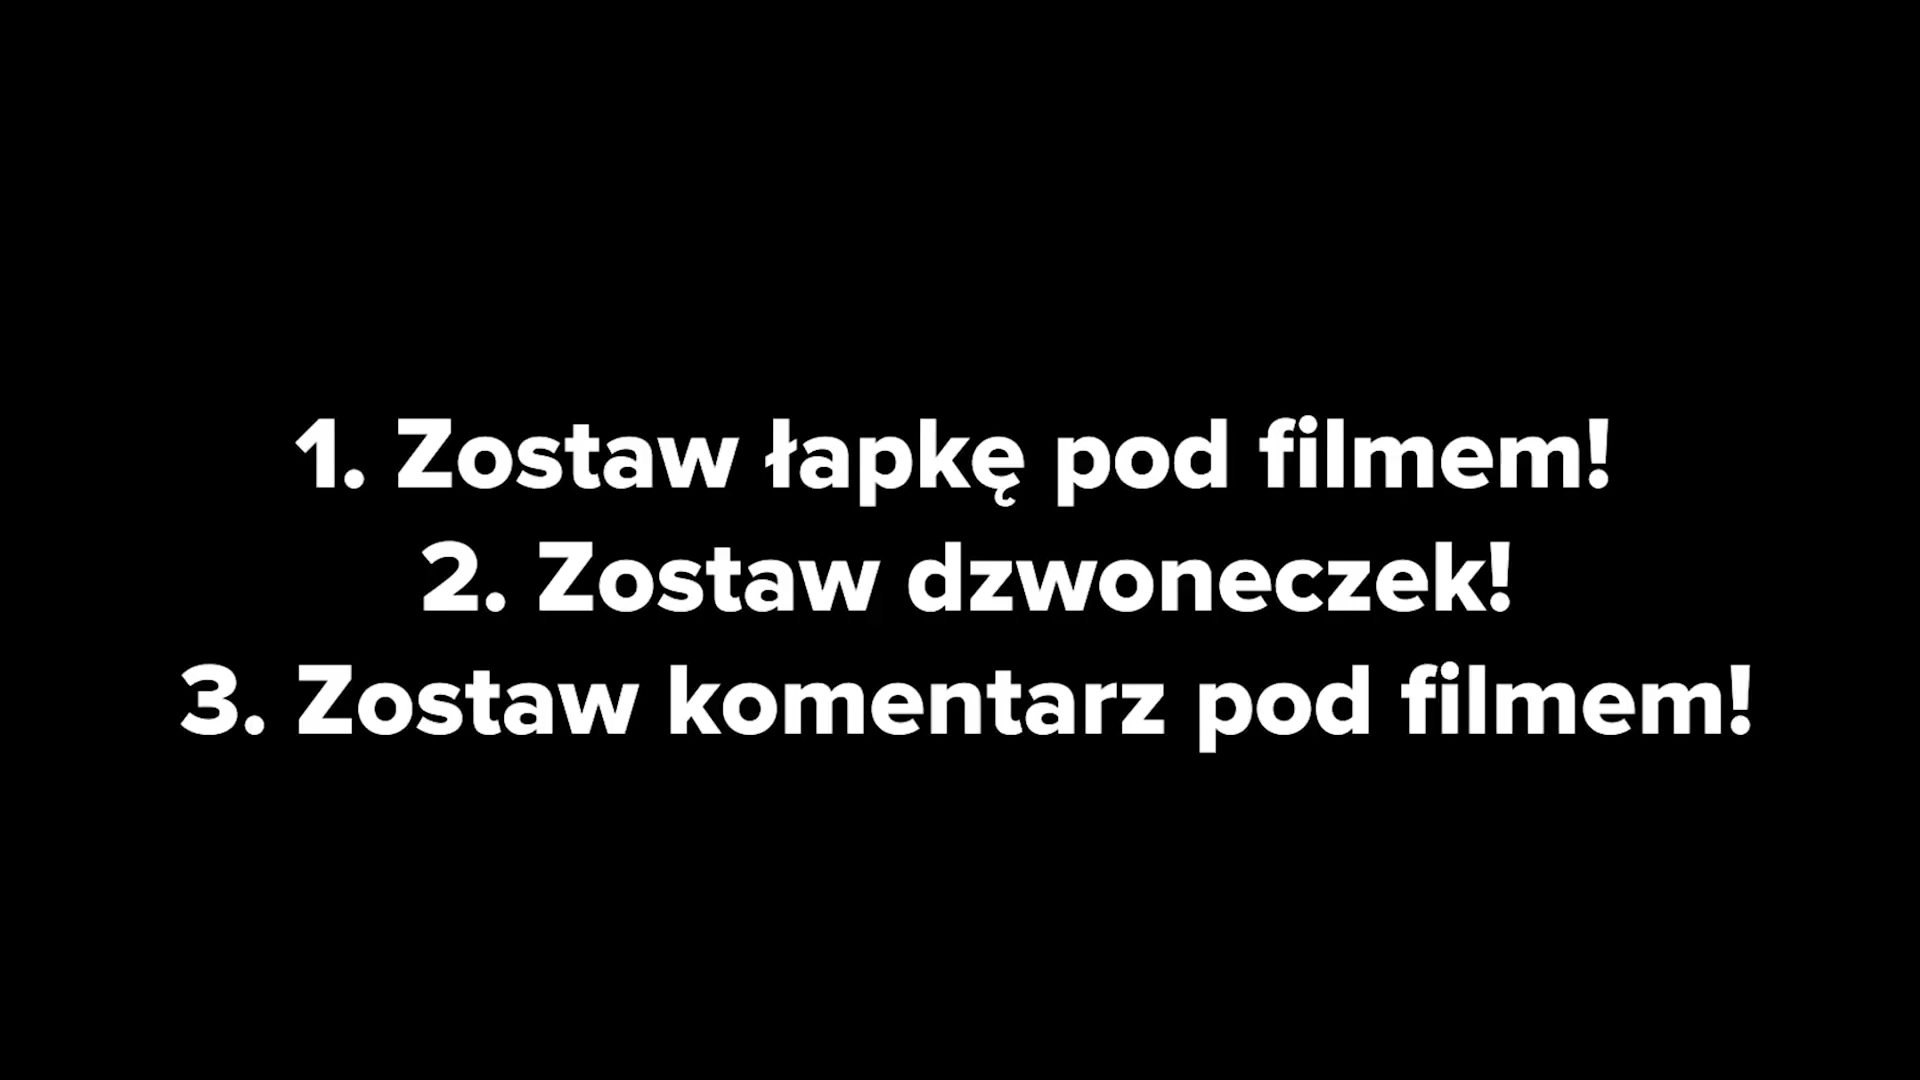 1. Zostaw łapkę pod filmem!
2. Zostaw dzwoneczek!
3. Zostaw komentarz pod filmem!